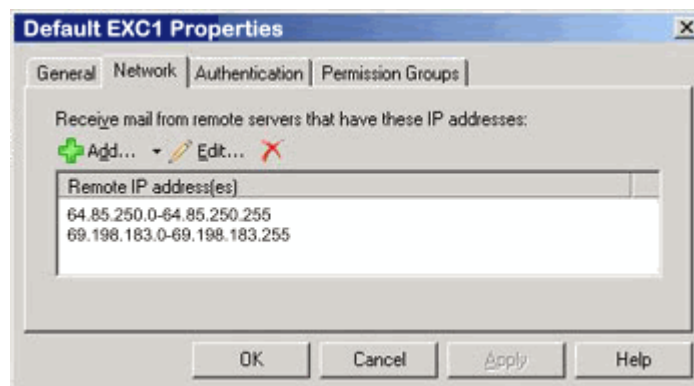 Default EXC1 Properties
General Network Authentication Permission Groups
Receive mail from remote servers that have these IP addresses:
Add... Edit...
Remote IP address(es)
64.85.250.0-64.85.250.255
69.198.183.0-69.198.183.255
OK Cancel Apply Help